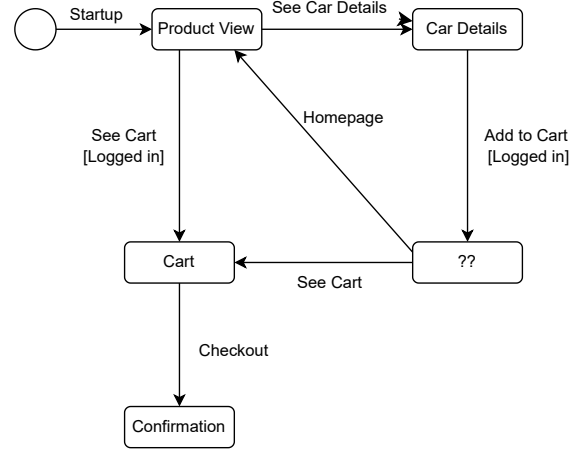 Startup
Product View
See Car Details
Car Details
Homepage
See Cart
[Logged in]
Add to Cart
[Logged in]
Cart
??
See Cart
Checkout
Confirmation